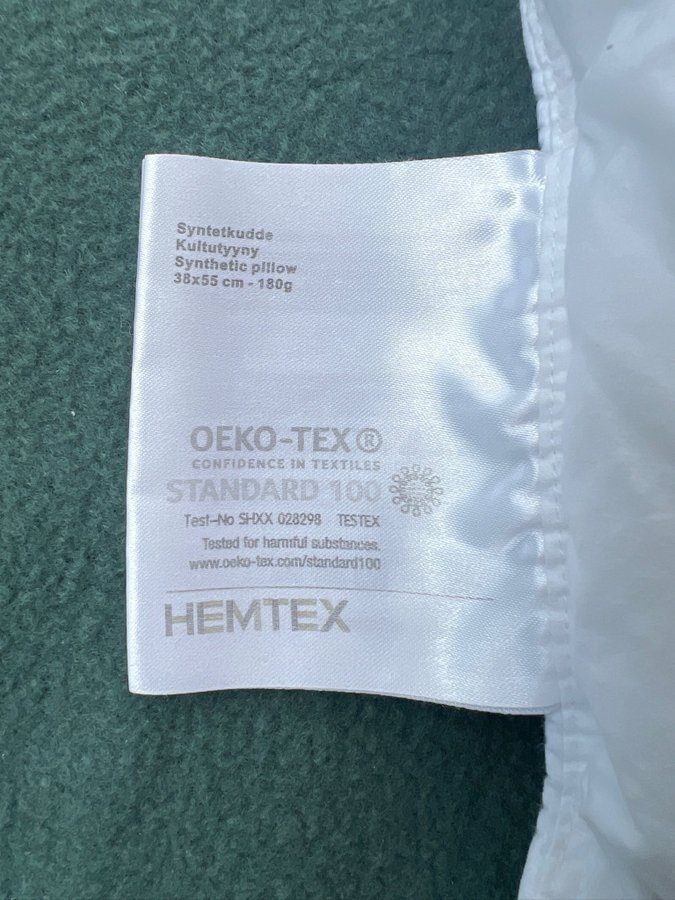 Syntetkudde
Kultutyyny
Synthetic pillow
38x55 cm - 180g
OEKO-TEX®
CONFIDENCE IN TEXTILES
STANDARD 100
Test-No SHXX 028298 TESTEX
Tested for harmful substances.
www.oeko-tex.com/standard100
HEMTEX